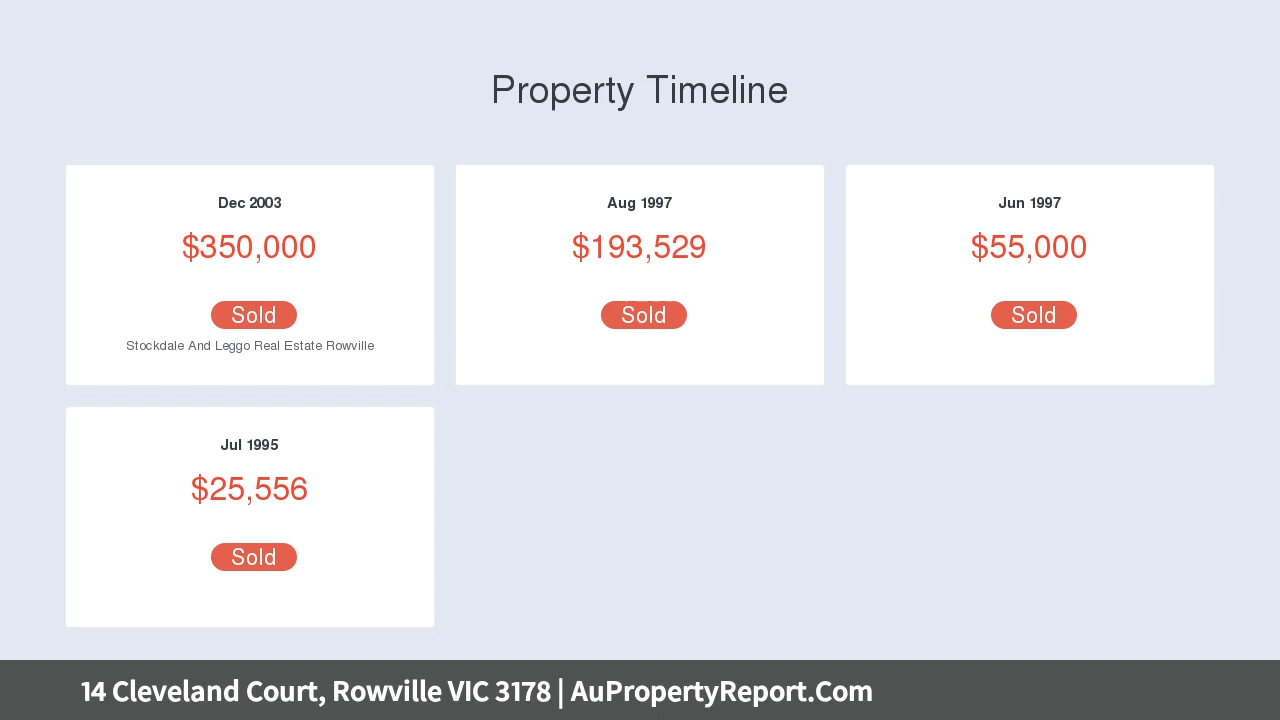 Property Timeline
Dec 2003
$350,000
Sold
Stockdale And Leggo Real Estate Rowville
Aug 1997
$193,529
Sold
Jun 1997
$55,000
Sold
Jul 1995
$25,556
Sold
14 Cleveland Court, Rowville VIC 3178 | AuPropertyReport.Com